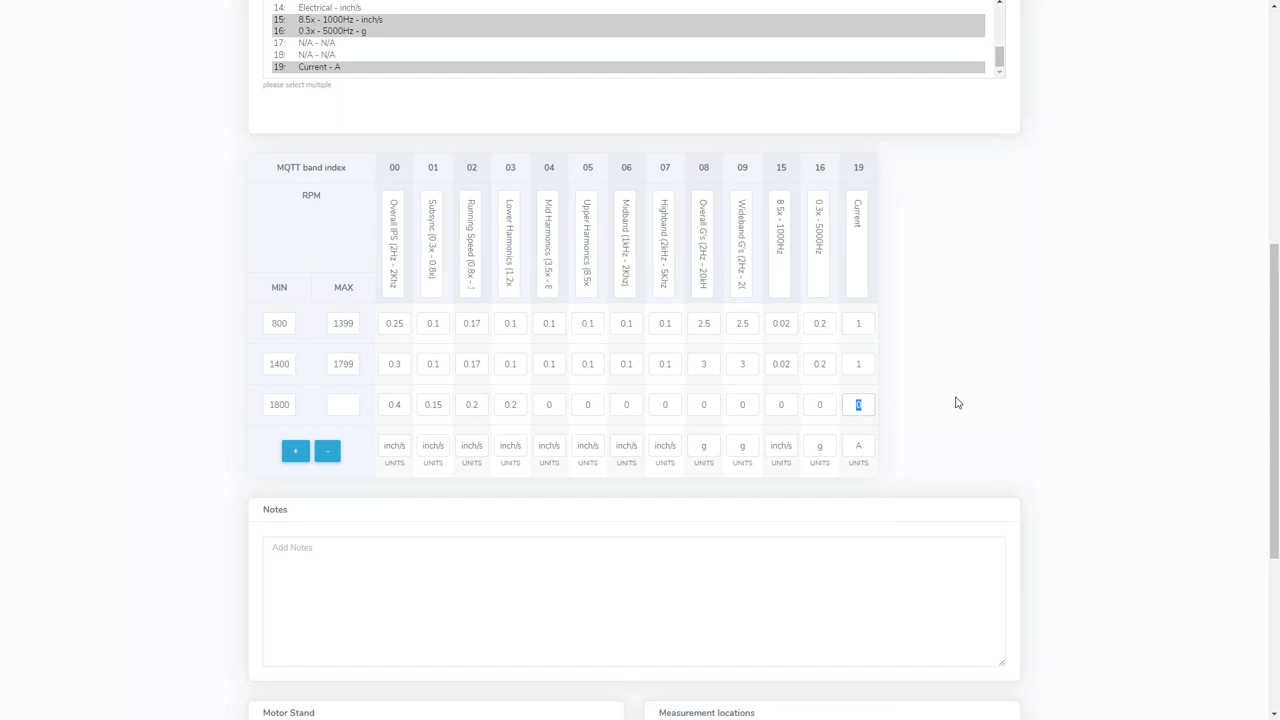 14: Electrical - inch/s
15: 8.5x - 1000Hz - inch/s
16: 0.3x - 5000Hz - g
17: N/A - N/A
18: N/A - N/A
19: Current - A
please select multiple
MQTT band index 00 01 02 03 04 05 06 07 08 09 15 16 19
RPM
Overall IPS (2Hz - 2Khz
Subsync (0.3x - 0.8x)
Running Speed (0.8x - :
Lower Harmonics (1.2x
Mid Harmonics (3.5x - 8
Upper Harmonics (8.5x
Midband (1kHz - 2Khz)
Highband (2kHz - 5Khz
Overall G's (2Hz - 20kH
Wideband G's (2Hz - 2(
8.5x - 1000Hz
0.3x - 5000Hz
Current
MIN MAX
800 1399 0.25 0.1 0.17 0.1 0.1 0.1 0.1 0.1 2.5 2.5 0.02 0.2 1
1400 1799 0.3 0.1 0.17 0.1 0.1 0.1 0.1 0.1 3 3 0.02 0.2 1
1800 0.4 0.15 0.2 0.2 0 0 0 0 0 0 0 0 0
+ - inch/s inch/s inch/s inch/s inch/s inch/s inch/s inch/s g g inch/s g A
UNITS UNITS UNITS UNITS UNITS UNITS UNITS UNITS UNITS UNITS UNITS UNITS UNITS
Notes
Add Notes
Motor Stand
Measurement locations